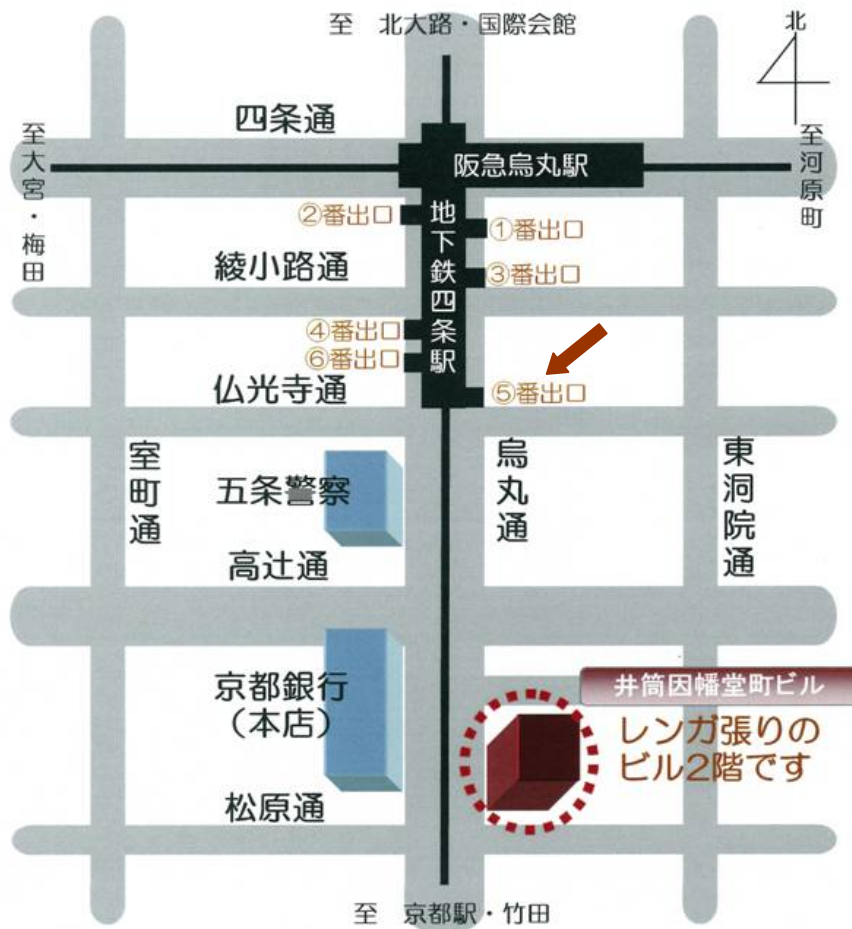 至 北大路・国際会館
北
四条通
至大宮・梅田
阪急烏丸駅
至河原町
②番出口
地下鉄四条駅
①番出口
綾小路通
③番出口
④番出口
⑥番出口
仏光寺通
⑤番出口
室町通
五条警察
烏丸通
東洞院通
高辻通
井筒因幡堂町ビル
京都銀行
（本店）
レンガ張りの
ビル2階です
松原通
至 京都駅・竹田